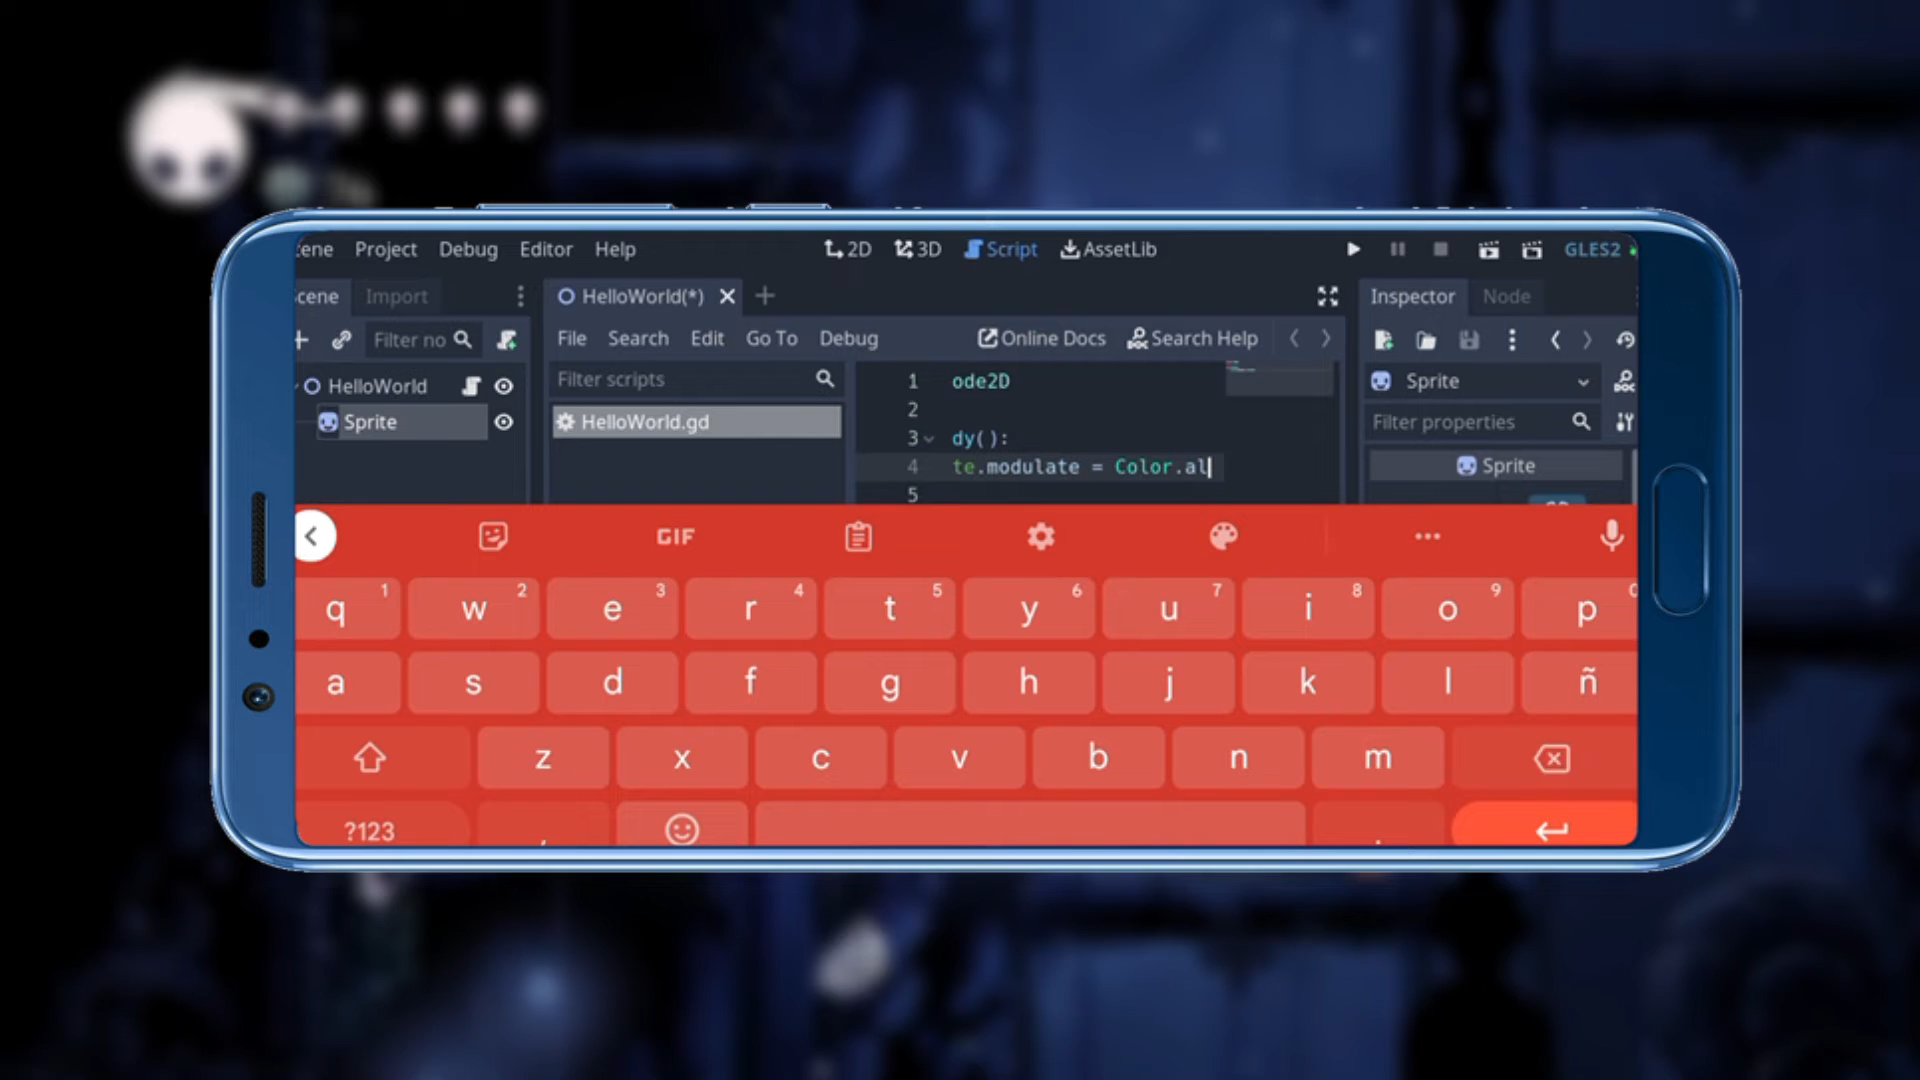 ene Project Debug Editor Help 2D 3D Script AssetLib GLES2
cene Import HelloWorld(*) Inspector Node
Filter no File Search Edit Go To Debug Online Docs Search Help
HelloWorld Filter scripts 1 ode2D Sprite
Sprite HelloWorld.gd 2 Filter properties
3 dy():
4 te.modulate = Color.al Sprite
5
GIF ...
q 1 w 2 e 3 r 4 t 5 y 6 u 7 i 8 o 9 p 0
a s d f g h j k l ñ
z x c v b n m
?123 , .